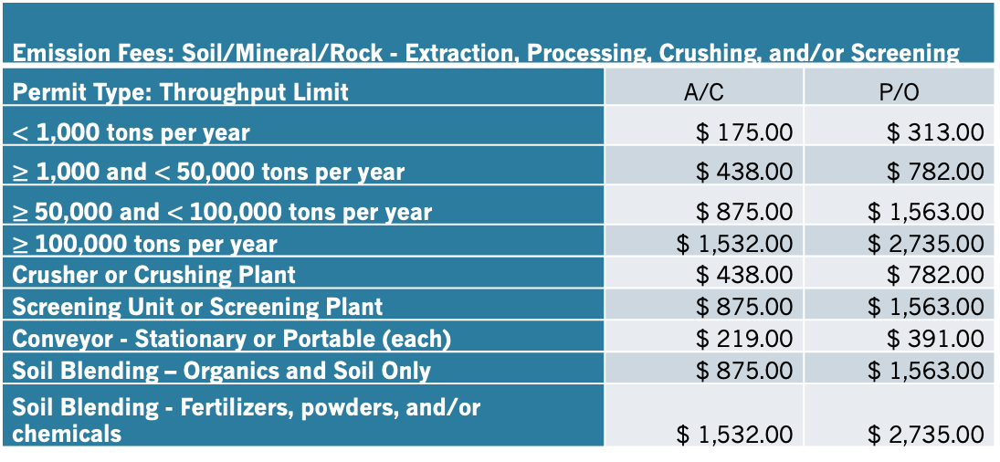 Emission Fees: Soil/Mineral/Rock - Extraction, Processing, Crushing, and/or Screening
Permit Type: Throughput Limit A/C P/O
< 1,000 tons per year $ 175.00 $ 313.00
≥ 1,000 and < 50,000 tons per year $ 438.00 $ 782.00
≥ 50,000 and < 100,000 tons per year $ 875.00 $ 1,563.00
≥ 100,000 tons per year $ 1,532.00 $ 2,735.00
Crusher or Crushing Plant $ 438.00 $ 782.00
Screening Unit or Screening Plant $ 875.00 $ 1,563.00
Conveyor - Stationary or Portable (each) $ 219.00 $ 391.00
Soil Blending – Organics and Soil Only $ 875.00 $ 1,563.00
Soil Blending - Fertilizers, powders, and/or
chemicals $ 1,532.00 $ 2,735.00